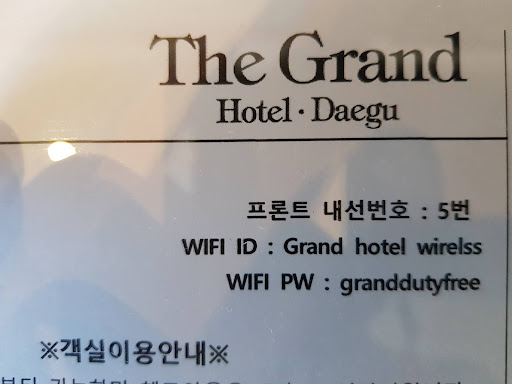 The Grand
Hotel · Daegu
프론트 내선번호 : 5번
WIFI ID : Grand hotel wirelss
WIFI PW : granddutyfree
※객실이용안내※